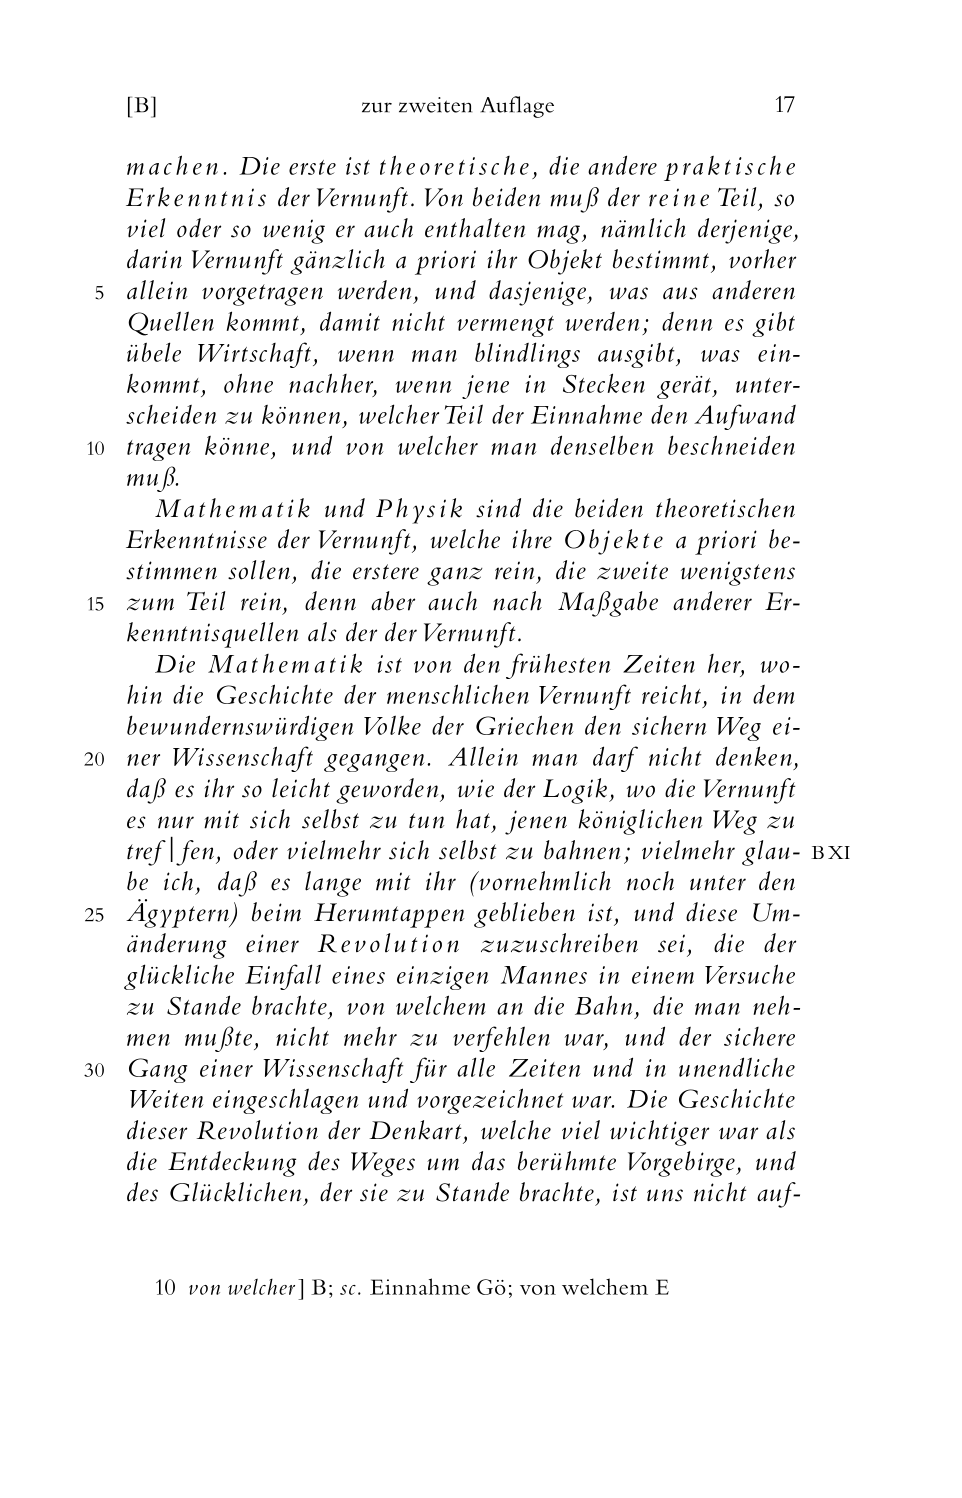 [B] zur zweiten Auflage 17
machen. Die erste ist theoretische, die andere praktische
Erkenntnis der Vernunft. Von beiden muß der reine Teil, so
viel oder so wenig er auch enthalten mag, nämlich derjenige,
darin Vernunft gänzlich a priori ihr Objekt bestimmt, vorher
5 allein vorgetragen werden, und dasjenige, was aus anderen
Quellen kommt, damit nicht vermengt werden; denn es gibt
übele Wirtschaft, wenn man blindlings ausgibt, was ein-
kommt, ohne nachher, wenn jene in Stecken gerät, unter-
scheiden zu können, welcher Teil der Einnahme den Aufwand
10 tragen könne, und von welcher man denselben beschneiden
muß.
Mathematik und Physik sind die beiden theoretischen
Erkenntnisse der Vernunft, welche ihre Objekte a priori be-
stimmen sollen, die erstere ganz rein, die zweite wenigstens
15 zum Teil rein, denn aber auch nach Maßgabe anderer Er-
kenntnisquellen als der der Vernunft.
Die Mathematik ist von den frühesten Zeiten her, wo-
hin die Geschichte der menschlichen Vernunft reicht, in dem
bewundernswürdigen Volke der Griechen den sichern Weg ei-
20 ner Wissenschaft gegangen. Allein man darf nicht denken,
daß es ihr so leicht geworden, wie der Logik, wo die Vernunft
es nur mit sich selbst zu tun hat, jenen königlichen Weg zu
tref|fen, oder vielmehr sich selbst zu bahnen; vielmehr glau- B XI
be ich, daß es lange mit ihr (vornehmlich noch unter den
25 Ägyptern) beim Herumtappen geblieben ist, und diese Um-
änderung einer Revolution zuzuschreiben sei, die der
glückliche Einfall eines einzigen Mannes in einem Versuche
zu Stande brachte, von welchem an die Bahn, die man neh-
men mußte, nicht mehr zu verfehlen war, und der sichere
30 Gang einer Wissenschaft für alle Zeiten und in unendliche
Weiten eingeschlagen und vorgezeichnet war. Die Geschichte
dieser Revolution der Denkart, welche viel wichtiger war als
die Entdeckung des Weges um das berühmte Vorgebirge, und
des Glücklichen, der sie zu Stande brachte, ist uns nicht auf-
10 von welcher] B; sc. Einnahme Gö; von welchem E